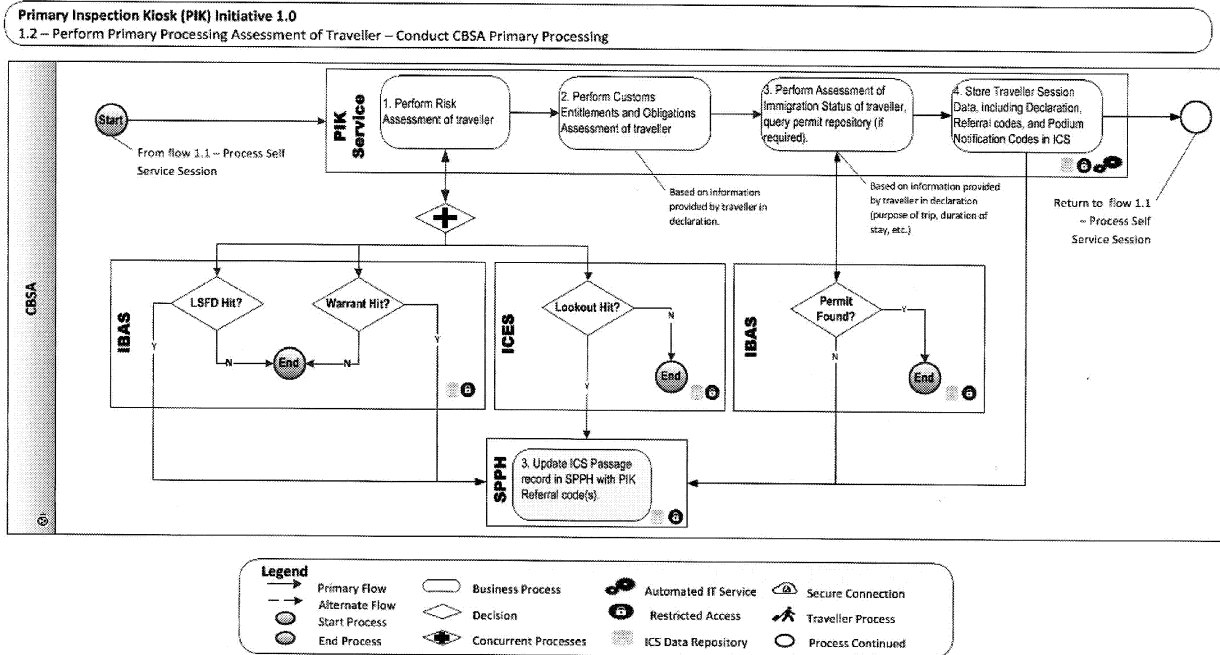 Primary Inspection Kiosk (PIK) Initiative 1.0
1.2 – Perform Primary Processing Assessment of Traveller – Conduct CBSA Primary Processing
CBSA
Start
From flow 1.1 – Process Self
Service Session
PIK
Service
1. Perform Risk
Assessment of traveller
2. Perform Customs
Entitlements and Obligations
Assessment of traveller
3. Perform Assessment of
Immigration Status of traveller,
query permit repository (if
required).
4. Store Traveller Session
Data, including Declaration,
Referral codes, and Podium
Notification Codes in ICS
Based on information
provided by traveller in
declaration.
Based on information provided
by traveller in declaration
(purpose of trip, duration of
stay, etc.)
Return to flow 1.1
– Process Self
Service Session
IBAS
LSFD Hit?
Warrant Hit?
Y
N
End
N
Y
ICES
Lookout Hit?
N
Y
End
IBAS
Permit
Found?
Y
N
End
SPPH
3. Update ICS Passage
record in SPPH with PIK
Referral code(s).
Legend
Primary Flow
Alternate Flow
Start Process
End Process
Business Process
Decision
Concurrent Processes
Automated IT Service
Restricted Access
ICS Data Repository
Secure Connection
Traveller Process
Process Continued